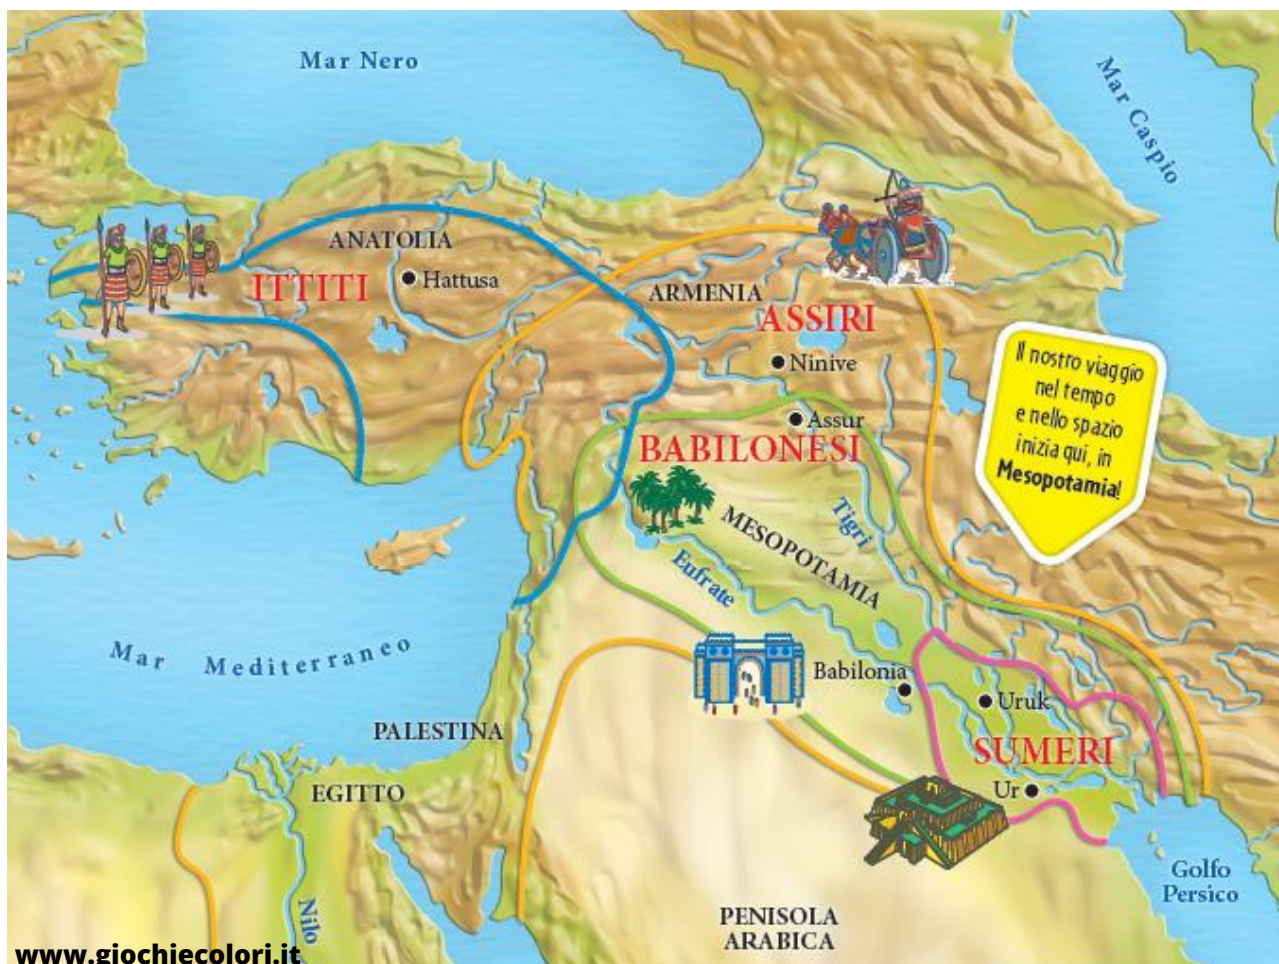 Mar Nero
Mar Caspio
ANATOLIA
ITTITI
Hattusa
ARMENIA
ASSIRI
Ninive
Il nostro viaggio
nel tempo
e nello spazio
inizia qui, in
Mesopotamia!
Assur
BABILONESI
Tigri
MESOPOTAMIA
Eufrate
Mar Mediterraneo
Babilonia
Uruk
PALESTINA
SUMERI
EGITTO
Ur
Golfo
Persico
Nilo
PENISOLA
ARABICA
www.giochiecolori.it